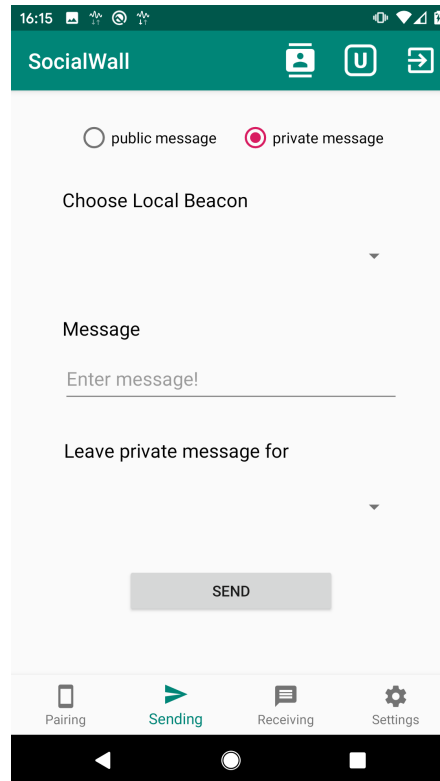 16:15
SocialWall U
public message private message
Choose Local Beacon
Message
Enter message!
Leave private message for
SEND
Pairing Sending Receiving Settings